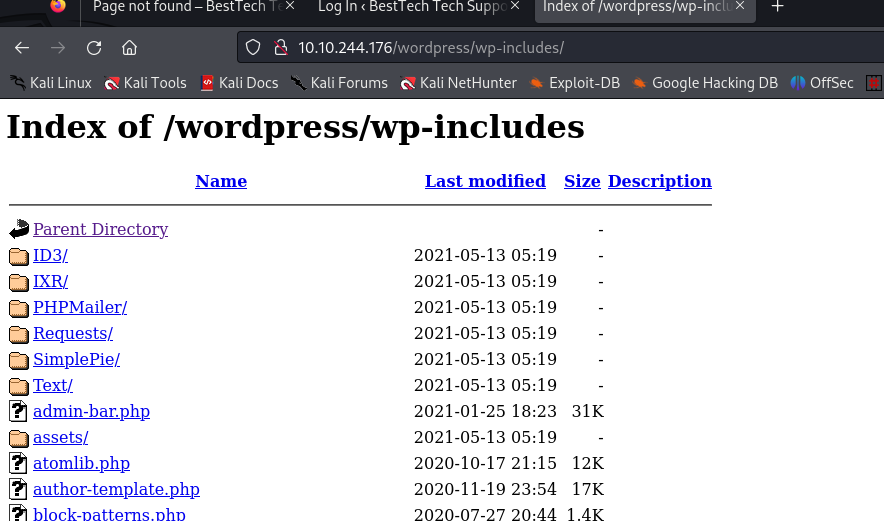 Page not found – BestTech Te
Log In ‹ BestTech Tech Suppo
Index of /wordpress/wp-inclu
10.10.244.176/wordpress/wp-includes/
Kali Linux Kali Tools Kali Docs Kali Forums Kali NetHunter Exploit-DB Google Hacking DB OffSec
Index of /wordpress/wp-includes
Name Last modified Size Description
Parent Directory -
ID3/ 2021-05-13 05:19 -
IXR/ 2021-05-13 05:19 -
PHPMailer/ 2021-05-13 05:19 -
Requests/ 2021-05-13 05:19 -
SimplePie/ 2021-05-13 05:19 -
Text/ 2021-05-13 05:19 -
admin-bar.php 2021-01-25 18:23 31K
assets/ 2021-05-13 05:19 -
atomlib.php 2020-10-17 21:15 12K
author-template.php 2020-11-19 23:54 17K
block-patterns.php 2020-07-27 20:44 1.4K